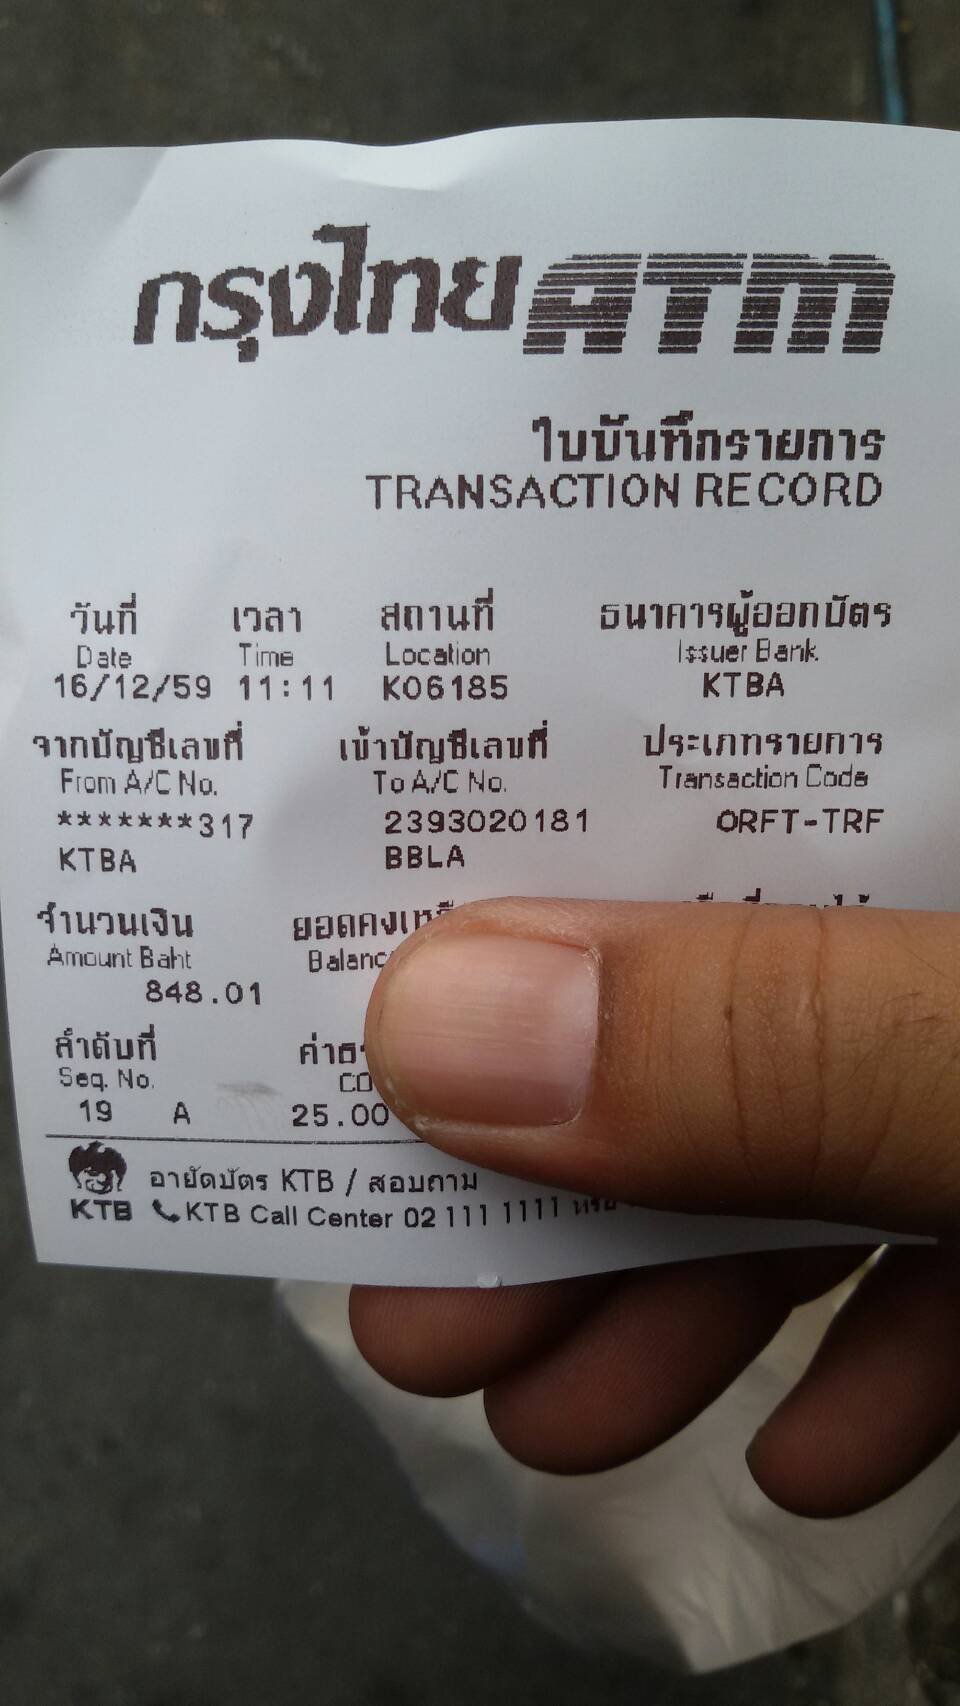 กรุงไทย ATM
ใบบันทึกรายการ
TRANSACTION RECORD
วันที่ เวลา สถานที่ ธนาคารผู้ออกบัตร
Date Time Location Issuer Bank
16/12/59 11:11 K06185 KTBA
จากบัญชีเลขที่ เข้าบัญชีเลขที่ ประเภทรายการ
From A/C No. To A/C No. Transaction Code
*******317 2393020181 ORFT-TRF
KTBA BBLA
จำนวนเงิน
Amount Baht
848.01
ลำดับที่
Seq. No.
19 A 25.00
อายัดบัตร KTB / สอบถาม
KTB KTB Call Center 02 111 1111 หรือ